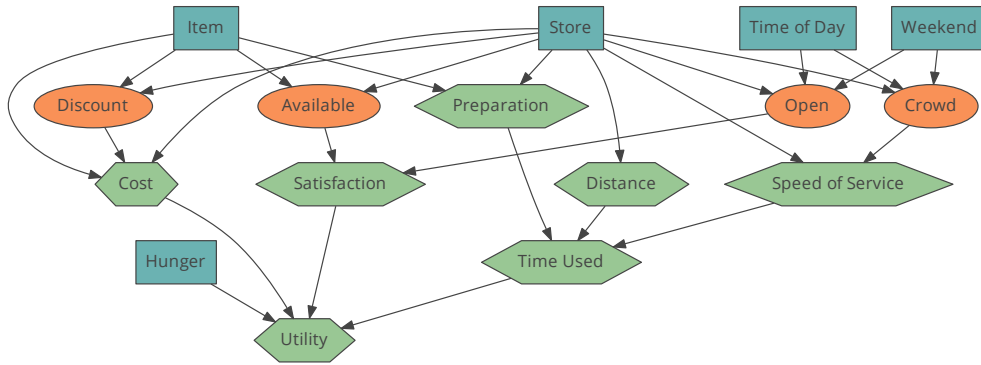 Item
Store
Time of Day
Weekend
Discount
Available
Preparation
Open
Crowd
Cost
Satisfaction
Distance
Speed of Service
Hunger
Time Used
Utility